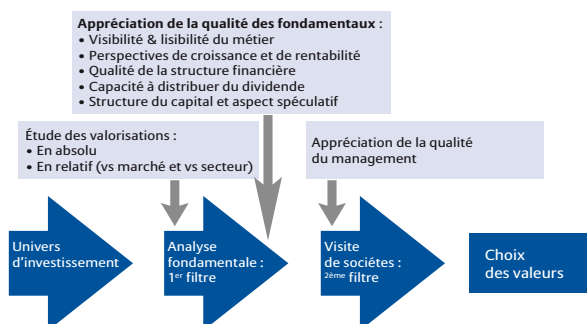 Appréciation de la qualité des fondamentaux :
• Visibilité & lisibilité du métier
• Perspectives de croissance et de rentabilité
• Qualité de la structure financière
• Capacité à distribuer du dividende
• Structure du capital et aspect spéculatif
Étude des valorisations :
• En absolu
• En relatif (vs marché et vs secteur)
Appréciation de la qualité
du management
Univers
d'investissement
Analyse
fondamentale :
1er filtre
Visite
de sociétes :
2ème filtre
Choix
des valeurs